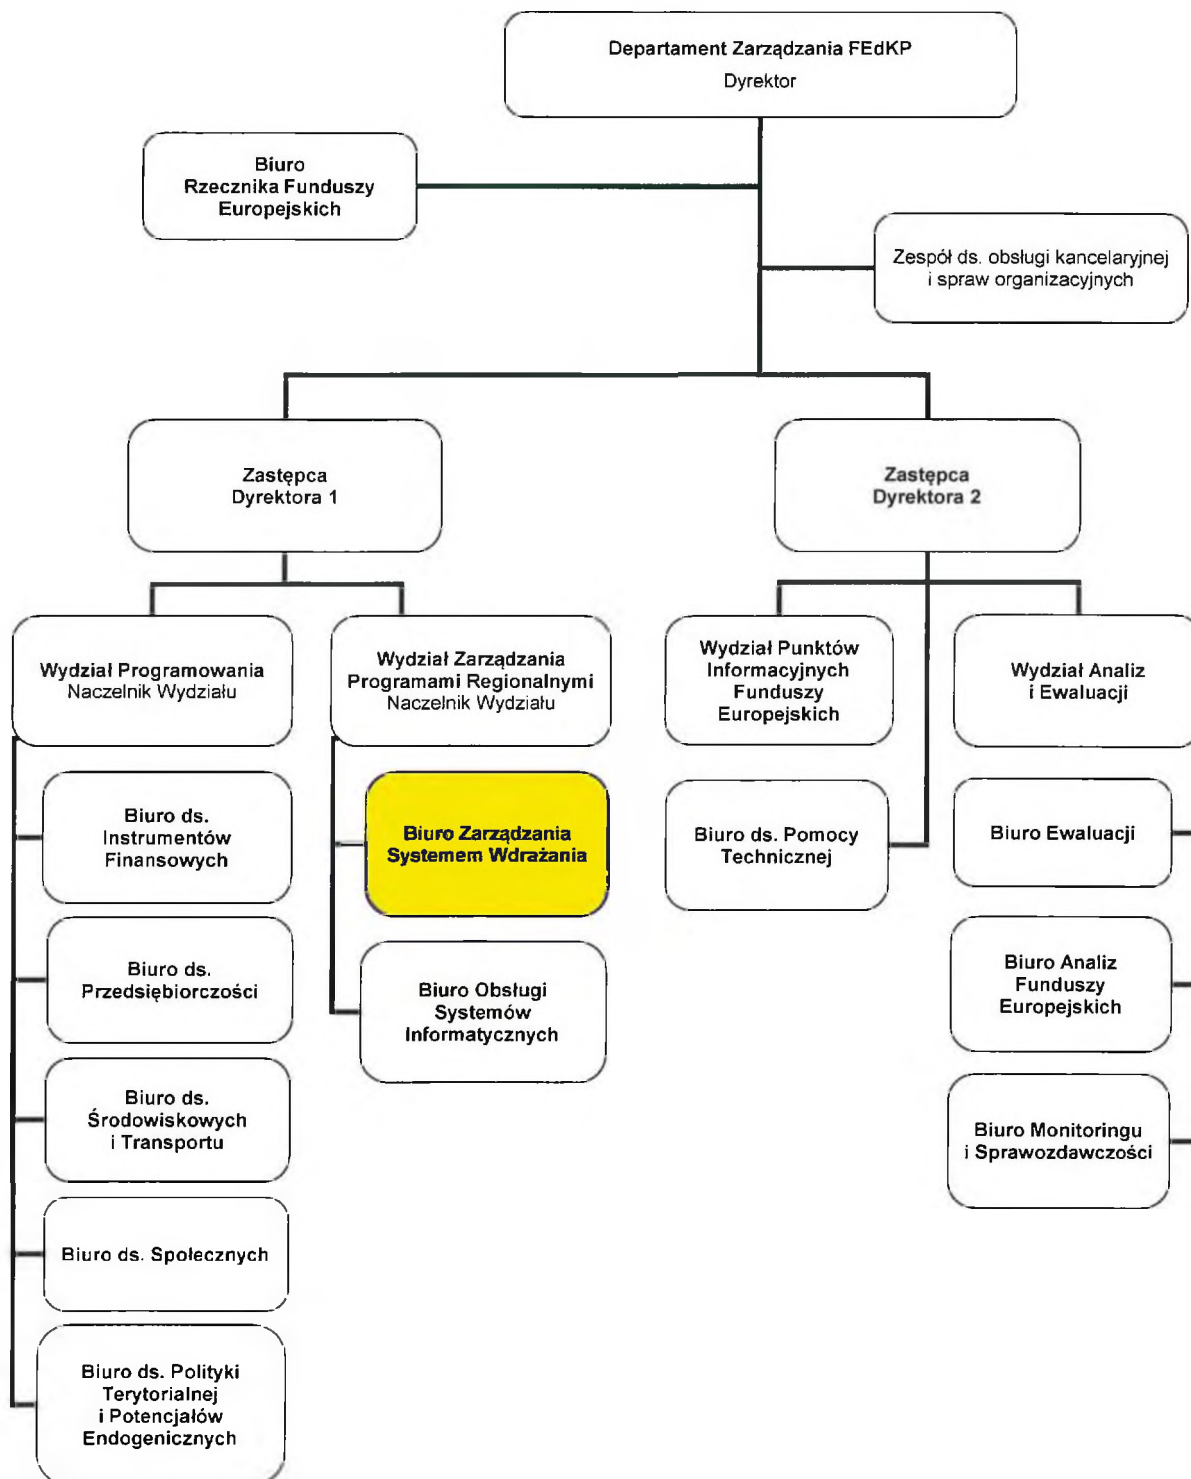 Departament Zarządzania FEdKP
Dyrektor
Biuro
Rzecznika Funduszy
Europejskich
Zespół ds. obsługi kancelaryjnej
i spraw organizacyjnych
Zastępca
Dyrektora 1
Zastępca
Dyrektora 2
Wydział Programowania
Naczelnik Wydziału
Wydział Zarządzania
Programami Regionalnymi
Naczelnik Wydziału
Wydział Punktów
Informacyjnych
Funduszy
Europejskich
Wydział Analiz
i Ewaluacji
Biuro ds.
Instrumentów
Finansowych
Biuro Zarządzania
Systemem Wdrażania
Biuro ds. Pomocy
Technicznej
Biuro Ewaluacji
Biuro ds.
Przedsiębiorczości
Biuro Obsługi
Systemów
Informatycznych
Biuro Analiz
Funduszy
Europejskich
Biuro ds.
Środowiskowych
i Transportu
Biuro Monitoringu
i Sprawozdawczości
Biuro ds. Społecznych
Biuro ds. Polityki
Terytorialnej
i Potencjałów
Endogenicznych